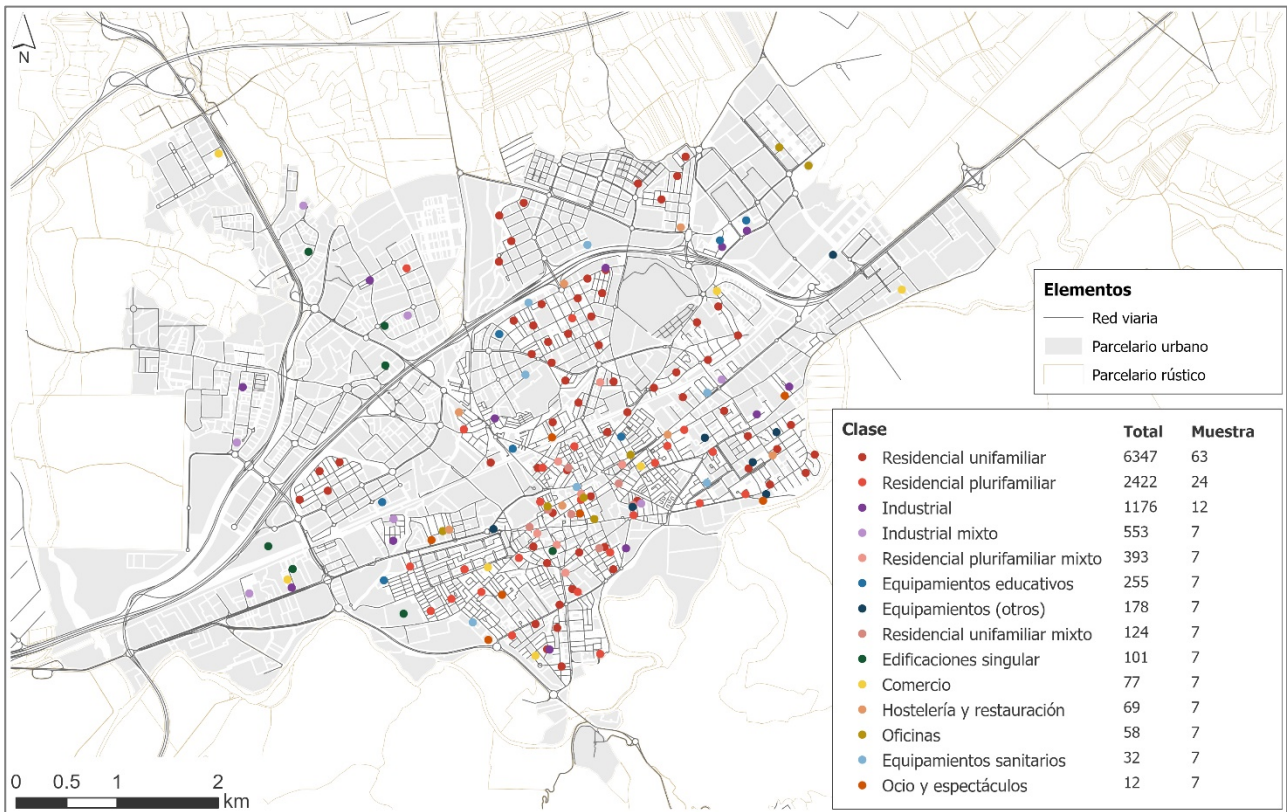 N
Elementos
Red viaria
Parcelario urbano
Parcelario rústico
Clase Total Muestra
Residencial unifamiliar 6347 63
Residencial plurifamiliar 2422 24
Industrial 1176 12
Industrial mixto 553 7
Residencial plurifamiliar mixto 393 7
Equipamientos educativos 255 7
Equipamientos (otros) 178 7
Residencial unifamiliar mixto 124 7
Edificaciones singular 101 7
Comercio 77 7
Hostelería y restauración 69 7
Oficinas 58 7
Equipamientos sanitarios 32 7
Ocio y espectáculos 12 7
0 0.5 1 2
km